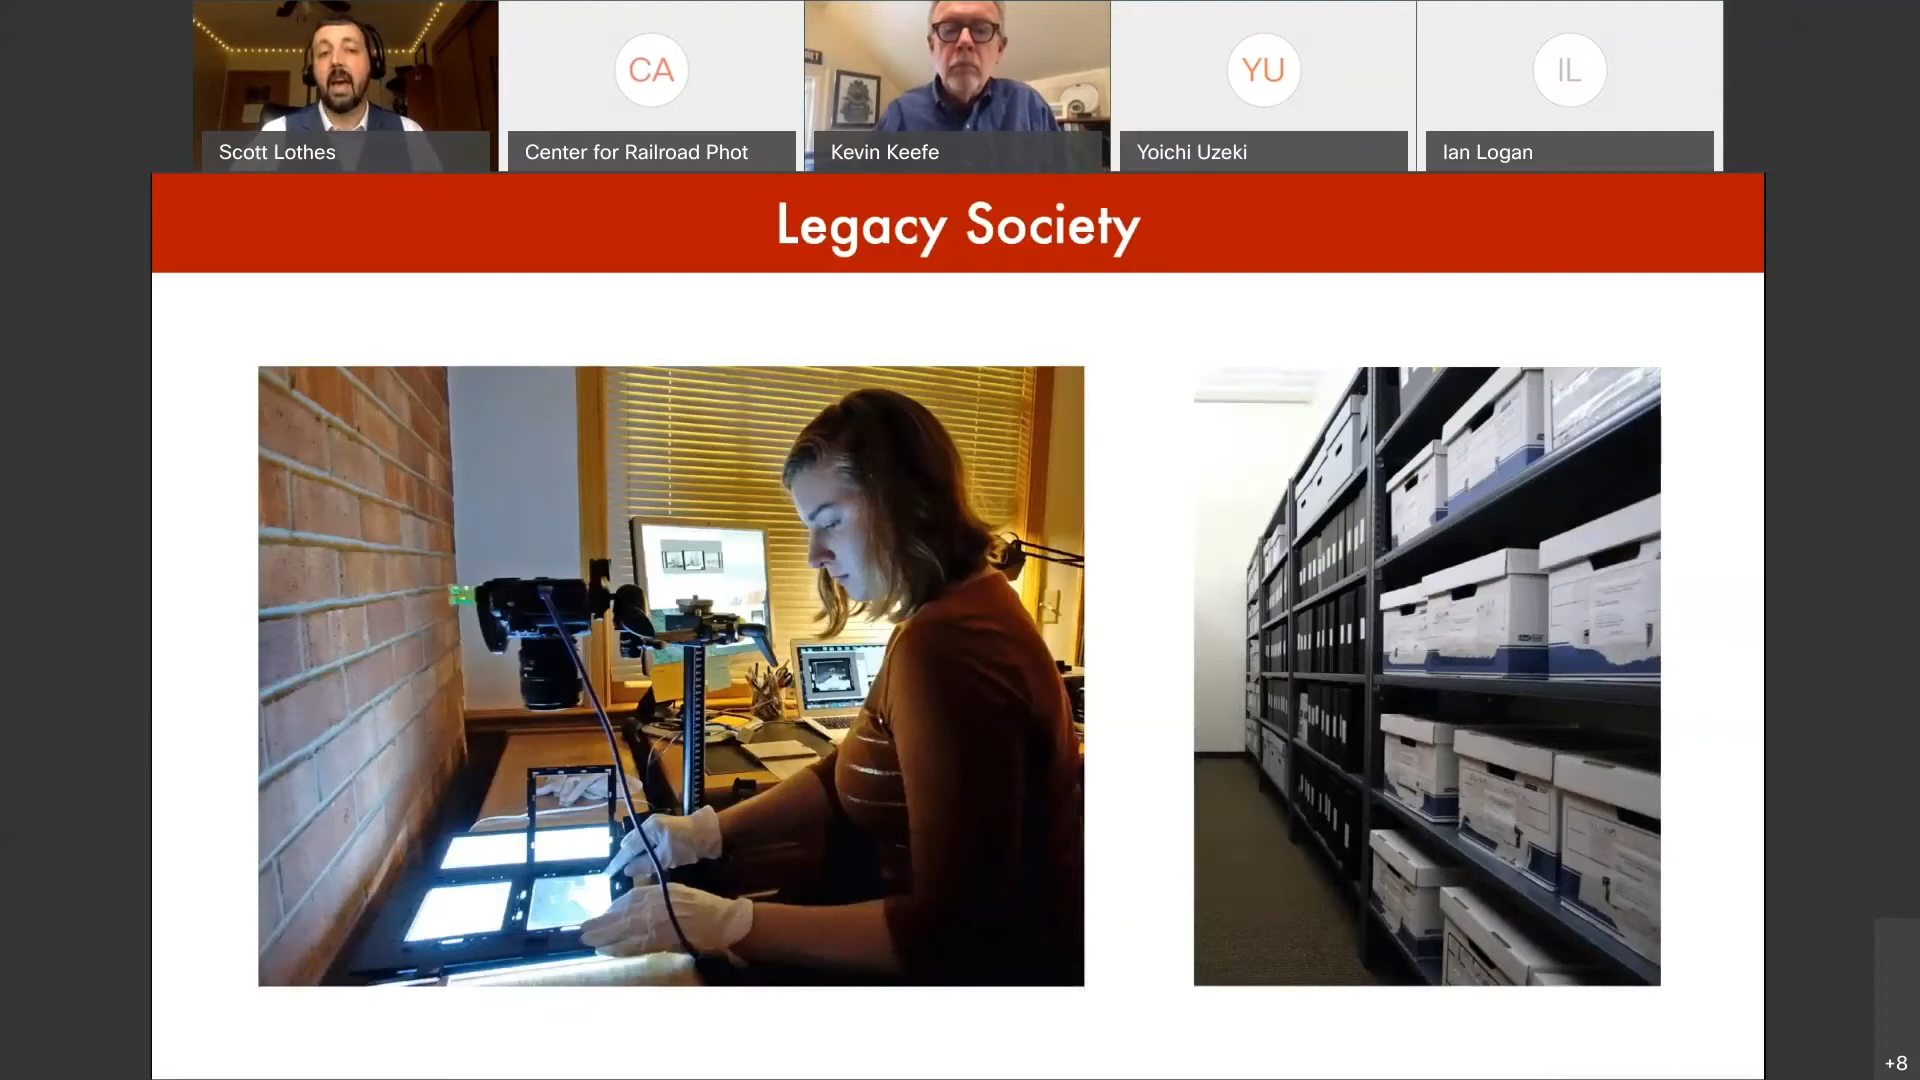 Scott Lothes
CA
Center for Railroad Phot
Kevin Keefe
YU
Yoichi Uzeki
IL
Ian Logan
Legacy Society
+8